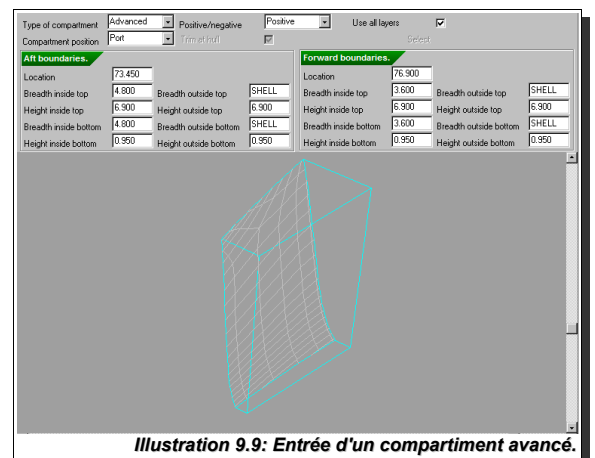 Type of compartment Advanced Positive/negative Positive Use all layers
Compartment position Port Trim at hull Select
Aft boundaries. Forward boundaries.
Location 73.450 Location 76.900
Breadth inside top 4.800 Breadth outside top SHELL Breadth inside top 3.600 Breadth outside top SHELL
Height inside top 6.900 Height outside top 6.900 Height inside top 6.900 Height outside top 6.900
Breadth inside bottom 4.800 Breadth outside bottom SHELL Breadth inside bottom 3.600 Breadth outside bottom SHELL
Height inside bottom 0.950 Height outside bottom 0.950 Height inside bottom 0.950 Height outside bottom 0.950
Illustration 9.9: Entrée d'un compartiment avancé.